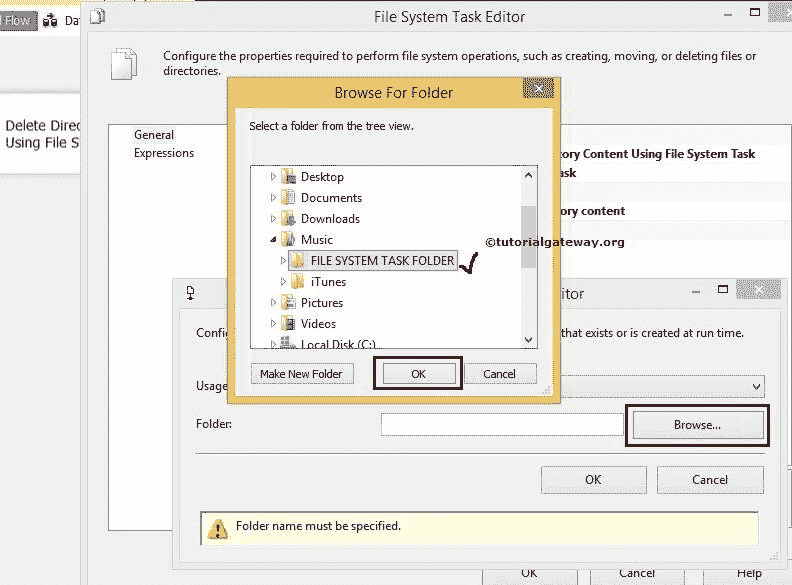 Flow
Da
File System Task Editor
Configure the properties required to perform file system operations, such as creating, moving, or deleting files or
directories.
Browse For Folder
Select a folder from the tree view.
Delete Direc
Using File S
General
Expressions
tory Content Using File System Task
ask
tory content
Desktop
Documents
Downloads
Music
FILE SYSTEM TASK FOLDER
iTunes
Pictures
Videos
Local Disk (C:)
©tutorialgateway.org
Make New Folder
OK
Cancel
Editor
Config
that exists or is created at run time.
Usage
Folder:
Browse...
OK
Cancel
Folder name must be specified.
OK
Cancel
Help